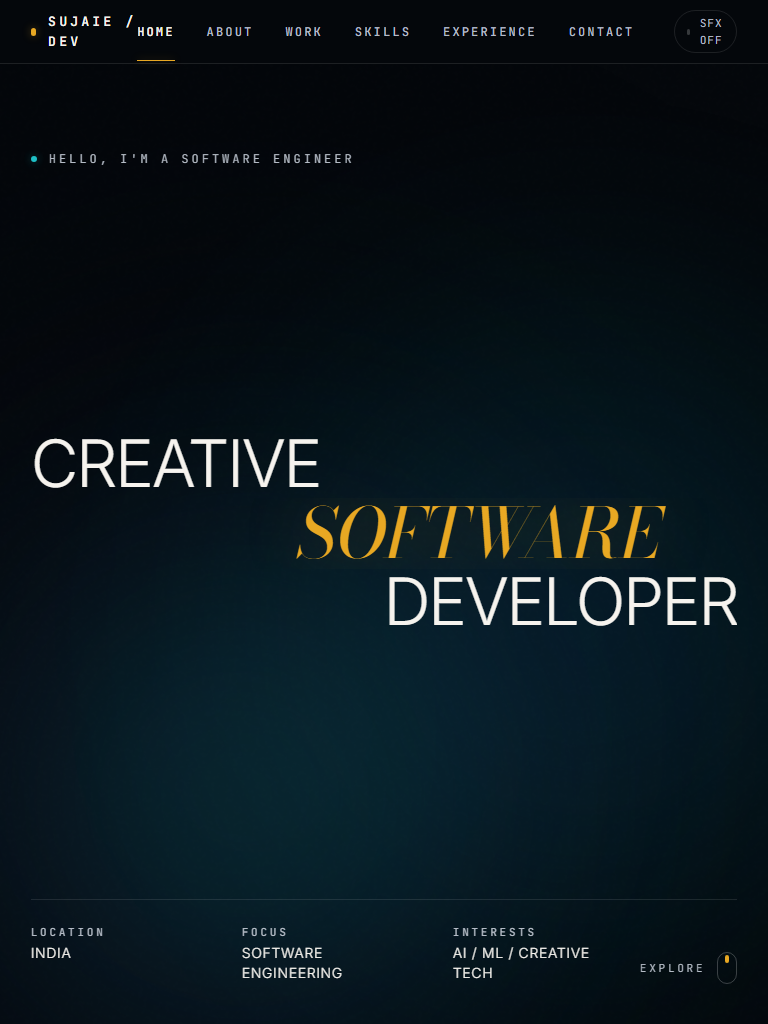 SUJAIE /
DEV
HOME ABOUT WORK SKILLS EXPERIENCE CONTACT
SFX
OFF
HELLO, I'M A SOFTWARE ENGINEER
CREATIVE
SOFTWARE
DEVELOPER
LOCATION
INDIA
FOCUS
SOFTWARE
ENGINEERING
INTERESTS
AI / ML / CREATIVE
TECH
EXPLORE